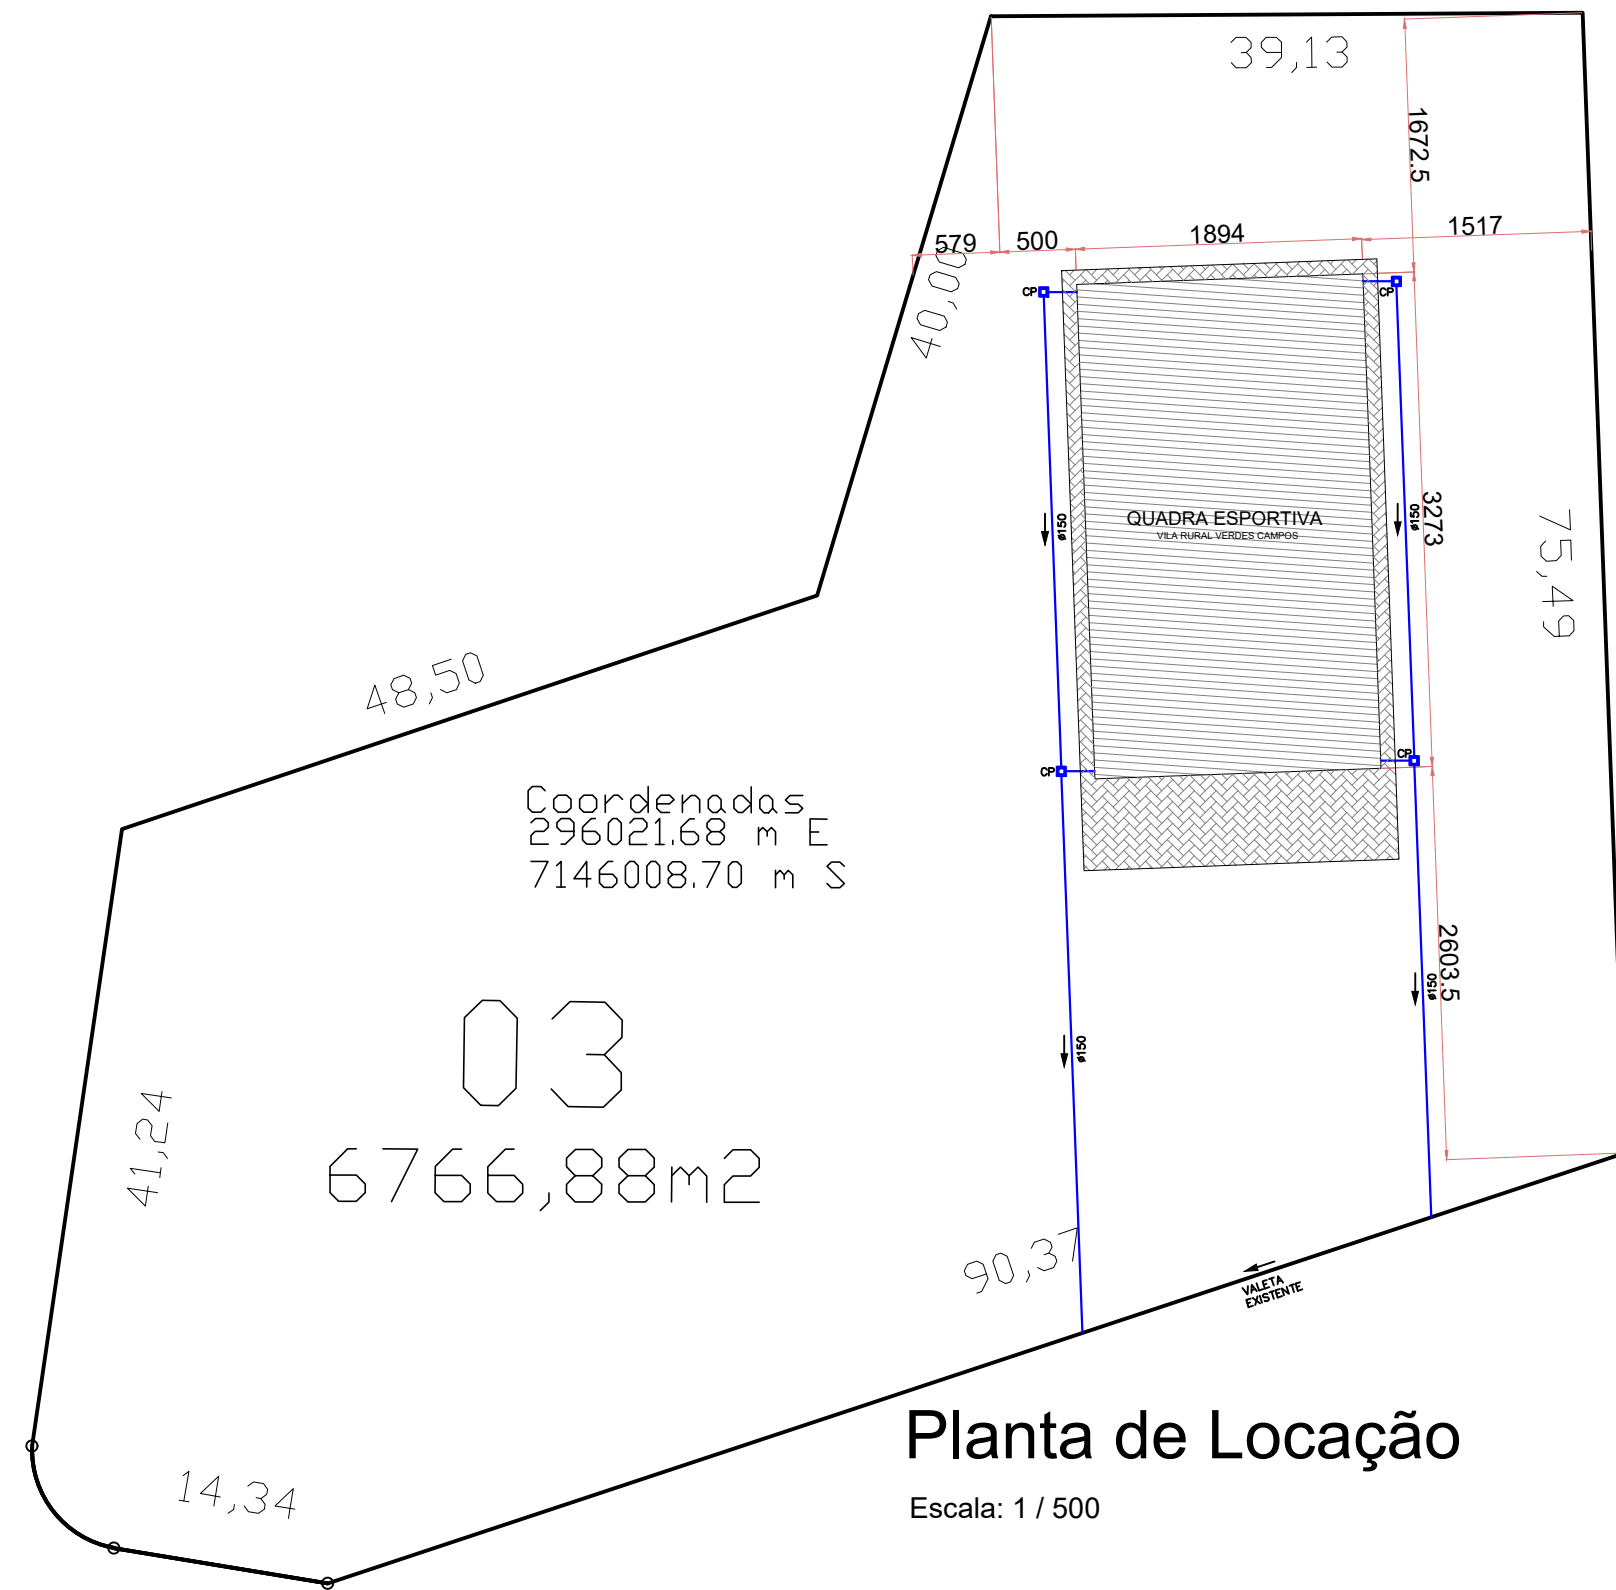 39,13
1672.5
579
500
1894
1517
40,00
CP
CP
ø150
QUADRA ESPORTIVA
VILA RURAL VERDES CAMPOS
ø150
3273
75,49
48,50
CP
CP
Coordenadas
296021.68 m E
7146008.70 m S
2603.5
ø150
ø150
03
41,24
6766,88m2
90,37
VALETA
EXISTENTE
14,34
Planta de Locação
Escala: 1 / 500